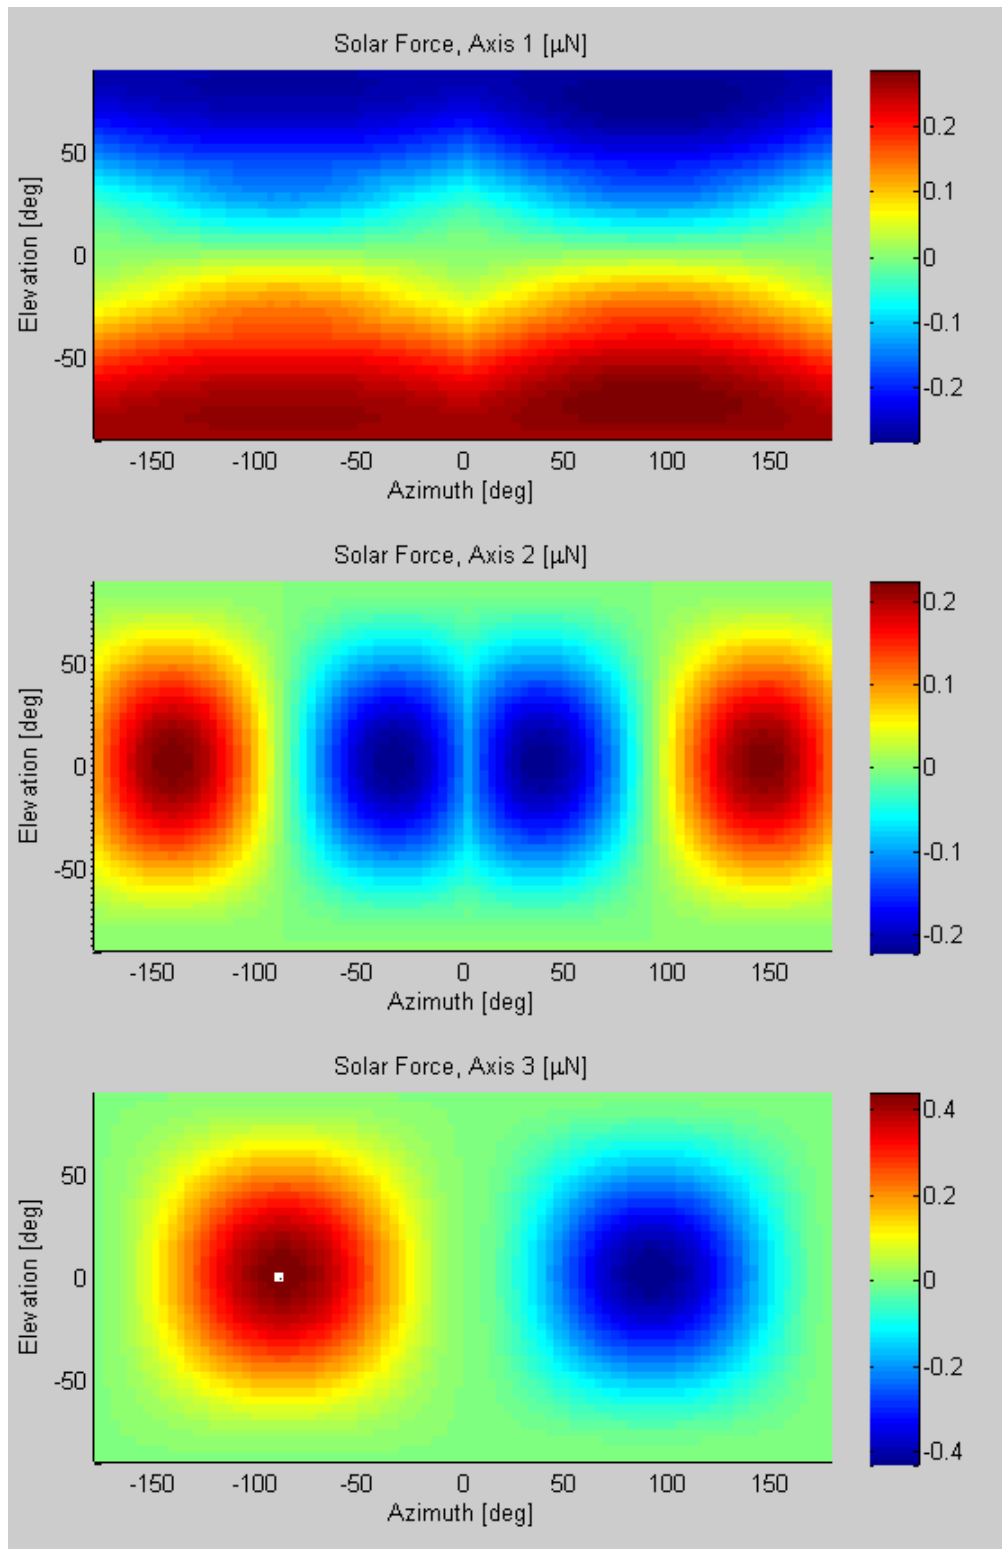 Solar Force, Axis 1 [µN]
Elevation [deg]
50
0
-50
-150 -100 -50 0 50 100 150
Azimuth [deg]
0.2
0.1
0
-0.1
-0.2
Solar Force, Axis 2 [µN]
Elevation [deg]
50
0
-50
-150 -100 -50 0 50 100 150
Azimuth [deg]
0.2
0.1
0
-0.1
-0.2
Solar Force, Axis 3 [µN]
Elevation [deg]
50
0
-50
-150 -100 -50 0 50 100 150
Azimuth [deg]
0.4
0.2
0
-0.2
-0.4